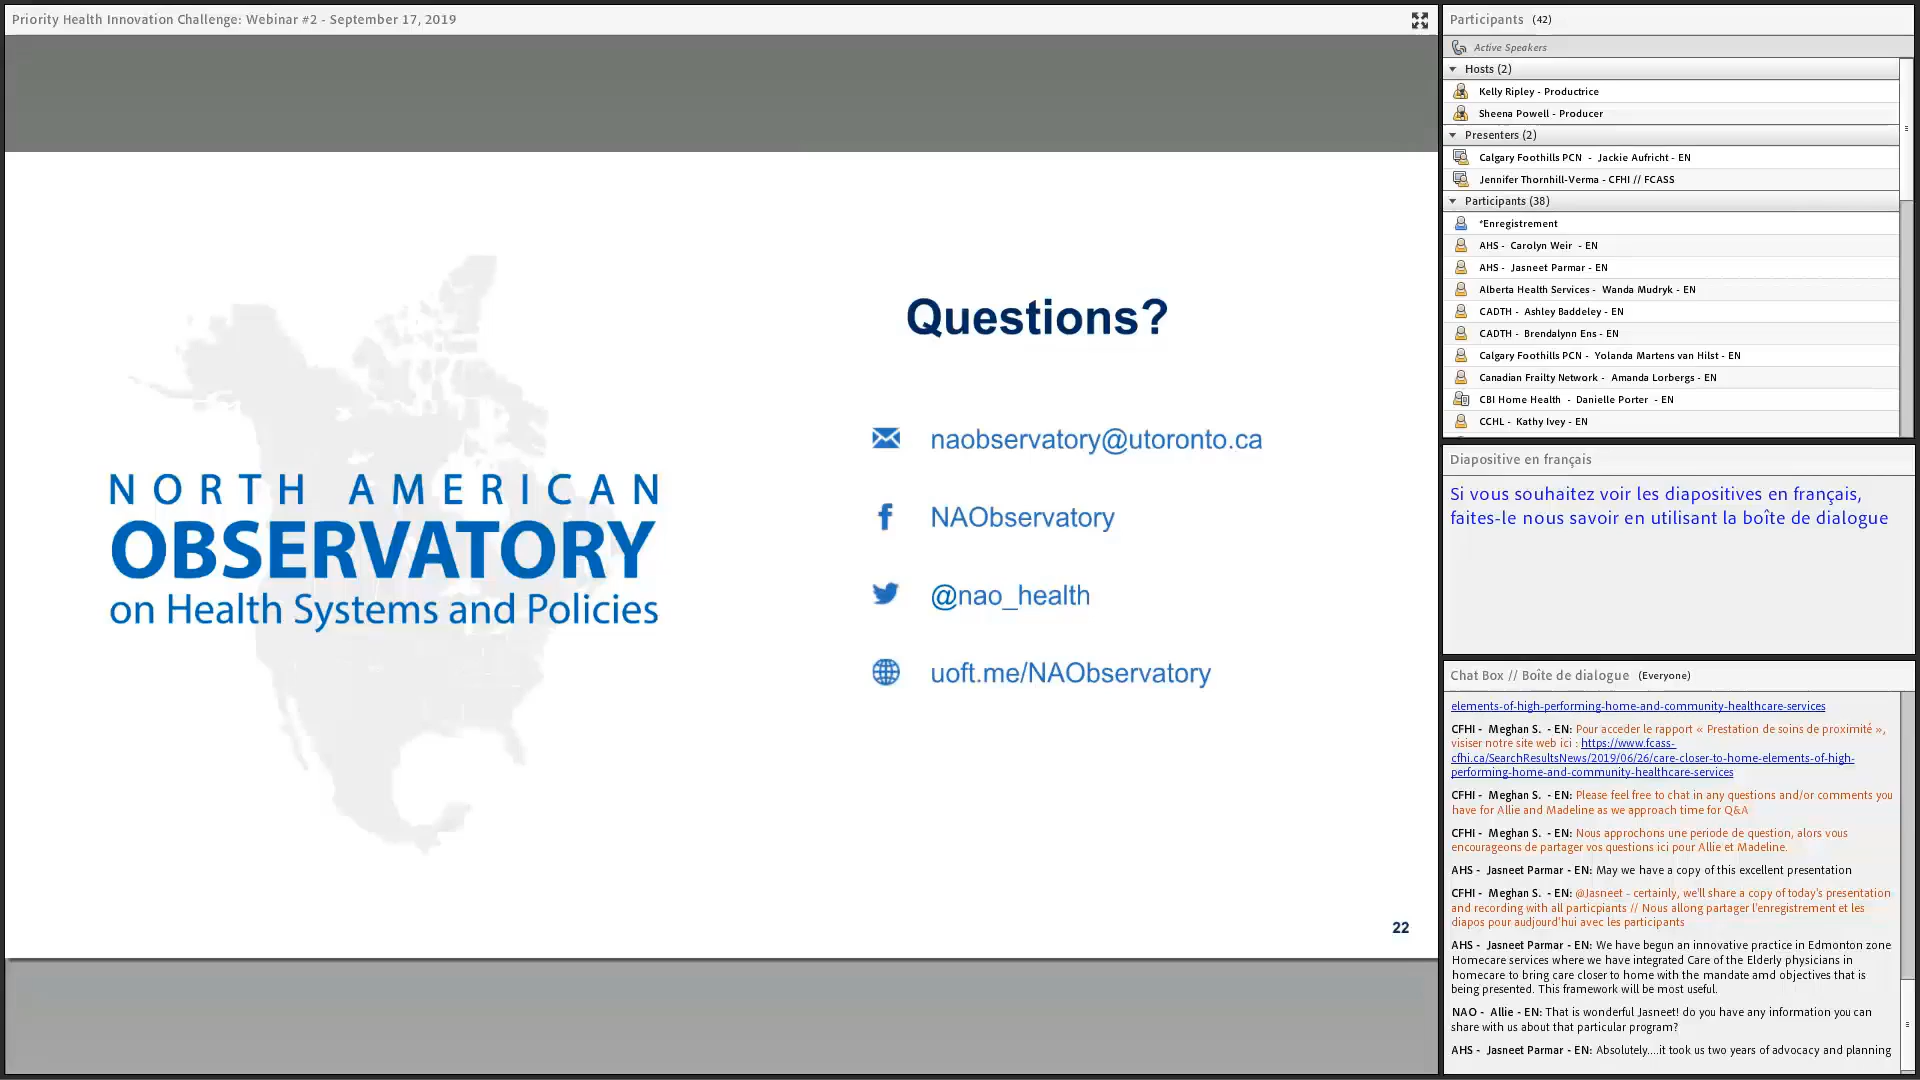 Priority Health Innovation Challenge: Webinar #2 - September 17, 2019
NORTH AMERICAN
OBSERVATORY
on Health Systems and Policies
Questions?
naobservatory@utoronto.ca
NAObservatory
@nao_health
uoft.me/NAObservatory
22
Participants (42)
Active Speakers
Hosts (2)
Kelly Ripley - Productrice
Sheena Powell - Producer
Presenters (2)
Calgary Foothills PCN - Jackie Aufricht - EN
Jennifer Thornhill-Verma - CFHI // FCASS
Participants (38)
*Enregistrement
AHS - Carolyn Weir - EN
AHS - Jasneet Parmar - EN
Alberta Health Services - Wanda Mudryk - EN
CADTH - Ashley Baddeley - EN
CADTH - Brendalynn Ens - EN
Calgary Foothills PCN - Yolanda Martens van Hilst - EN
Canadian Frailty Network - Amanda Lorbergs - EN
CBI Home Health - Danielle Porter - EN
CCHL - Kathy Ivey - EN
Diapositive en français
Si vous souhaitez voir les diapositives en français,
faites-le nous savoir en utilisant la boîte de dialogue
Chat Box // Boîte de dialogue (Everyone)
elements-of-high-performing-home-and-community-healthcare-services
CFHI - Meghan S. - EN: Pour acceder le rapport « Prestation de soins de proximité »,
visiser notre site web ici : https://www.fcass-
cfhi.ca/SearchResultsNews/2019/06/26/care-closer-to-home-elements-of-high-
performing-home-and-community-healthcare-services
CFHI - Meghan S. - EN: Please feel free to chat in any questions and/or comments you
have for Allie and Madeline as we approach time for Q&A
CFHI - Meghan S. - EN: Nous approchons une periode de question, alors vous
encourageons de partager vos questions ici pour Allie et Madeline.
AHS - Jasneet Parmar - EN: May we have a copy of this excellent presentation
CFHI - Meghan S. - EN: @Jasneet - certainly, we'll share a copy of today's presentation
and recording with all particpiants // Nous allong partager l'enregistrement et les
diapos pour audjourd'hui avec les participants
AHS - Jasneet Parmar - EN: We have begun an innovative practice in Edmonton zone
Homecare services where we have integrated Care of the Elderly physicians in
homecare to bring care closer to home with the mandate amd objectives that is
being presented. This framework will be most useful.
NAO - Allie - EN: That is wonderful Jasneet! do you have any information you can
share with us about that particular program?
AHS - Jasneet Parmar - EN: Absolutely....it took us two years of advocacy and planning